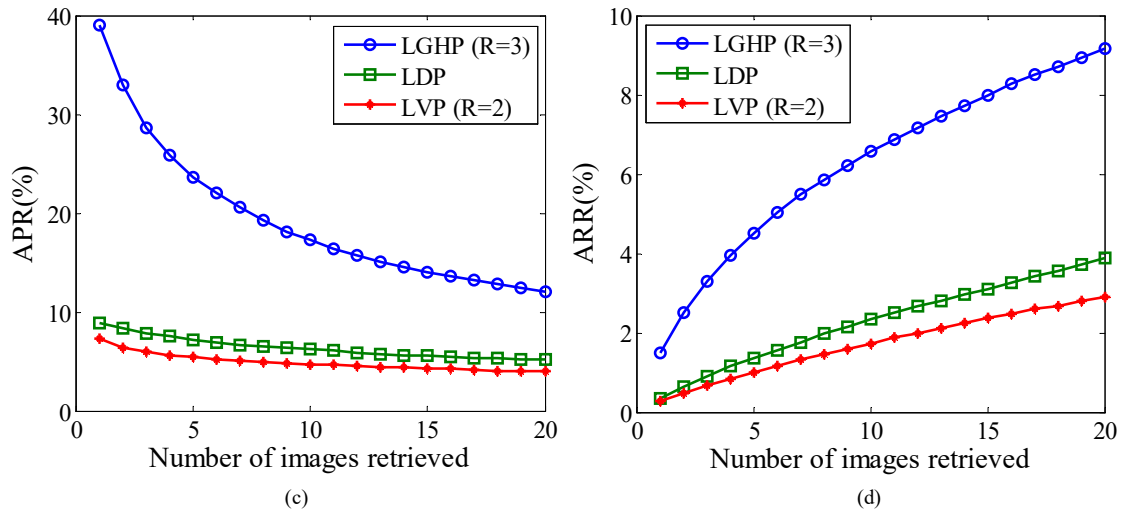 40
30
20
10
0
APR(%)
LGHP (R=3)
LDP
LVP (R=2)
0 5 10 15 20
Number of images retrieved
(c)
10
8
6
4
2
0
ARR(%)
LGHP (R=3)
LDP
LVP (R=2)
0 5 10 15 20
Number of images retrieved
(d)